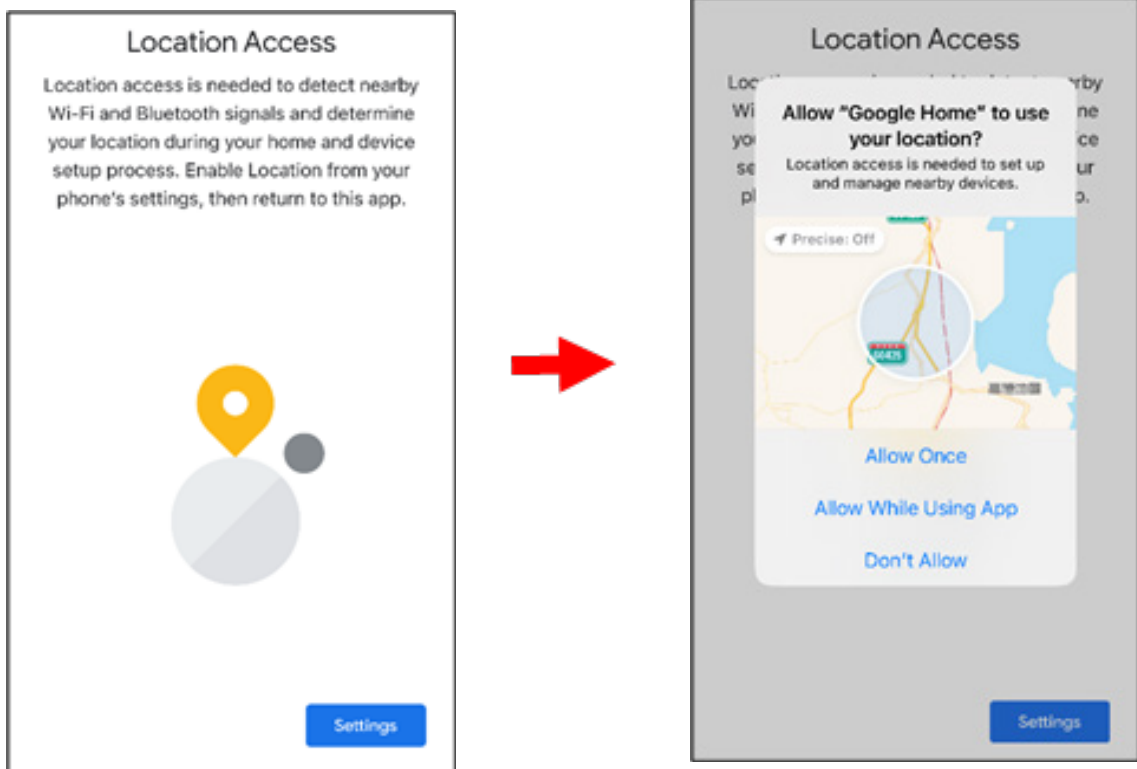 Location Access
Location access is needed to detect nearby
Wi-Fi and Bluetooth signals and determine
your location during your home and device
setup process. Enable Location from your
phone's settings, then return to this app.
Settings
Location Access
Allow “Google Home” to use
your location?
Location access is needed to set up
and manage nearby devices.
Precise: Off
Allow Once
Allow While Using App
Don't Allow
Settings